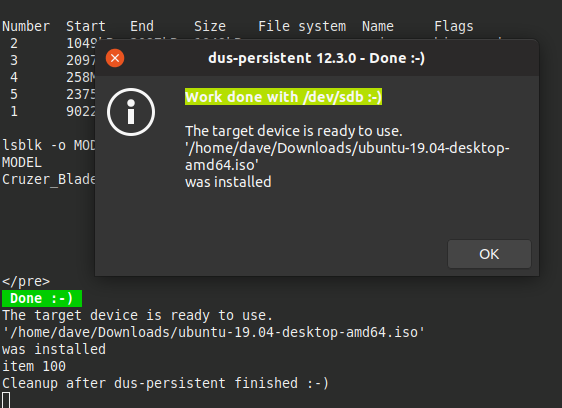 Number  Start   End     Size    File system  Name     Flags
 2      1049
 3      2097
 4      258M
 5      2375
 1      9022
dus-persistent 12.3.0 - Done :-)
Work done with /dev/sdb :-)
The target device is ready to use.
'/home/dave/Downloads/ubuntu-19.04-desktop-
amd64.iso'
was installed
OK
lsblk -o MOD
MODEL
Cruzer_Blade
</pre>
Done :-)
The target device is ready to use.
'/home/dave/Downloads/ubuntu-19.04-desktop-amd64.iso'
was installed
item 100
Cleanup after dus-persistent finished :-)